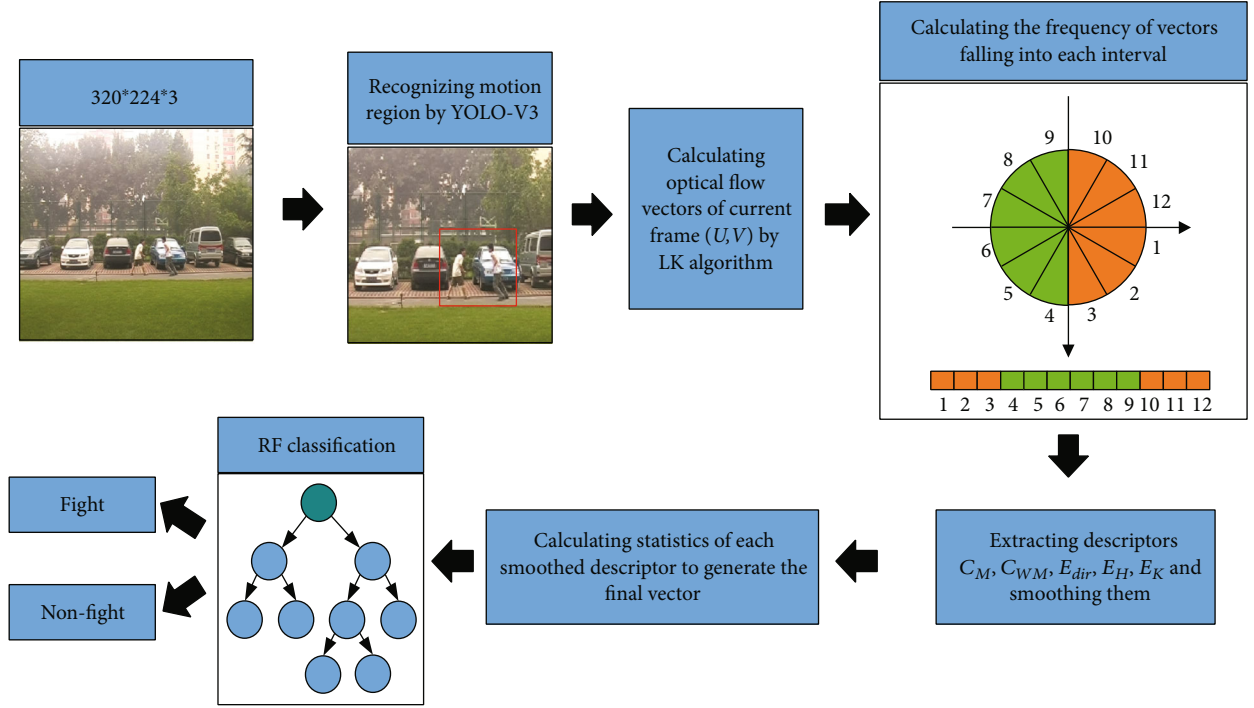 320*224*3
Recognizing motion
region by YOLO-V3
Calculating
optical flow
vectors of current
frame (U,V) by
LK algorithm
Calculating the frequency of vectors
falling into each interval
9 10
8 11
7 12
6 1
5 2
4 3
1 2 3 4 5 6 7 8 9 10 11 12
Extracting descriptors
C_M, C_WM, E_dir, E_H, E_K and
smoothing them
Calculating statistics of each
smoothed descriptor to generate the
final vector
RF classification
Fight
Non-fight